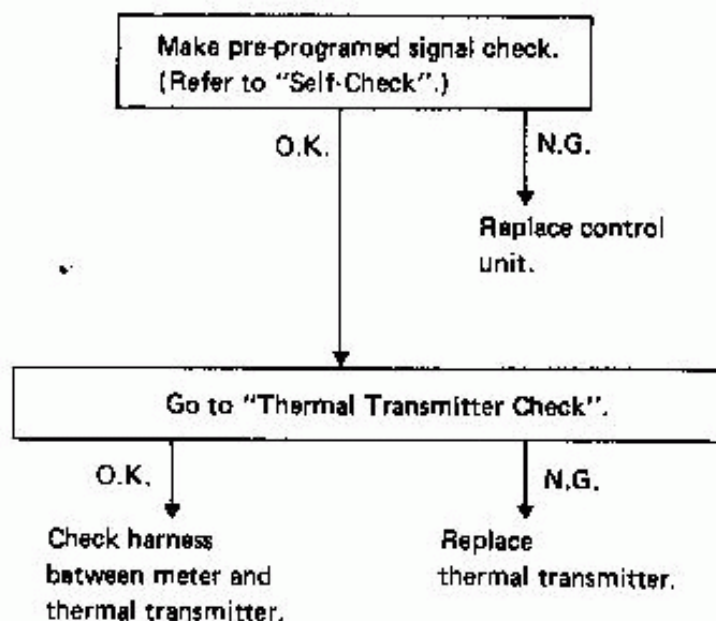 Make pre-programed signal check.
(Refer to "Self-Check".)
O.K.
N.G.
Replace control
unit.
Go to "Thermal Transmitter Check".
O.K.
N.G.
Check harness
between meter and
thermal transmitter.
Replace
thermal transmitter.